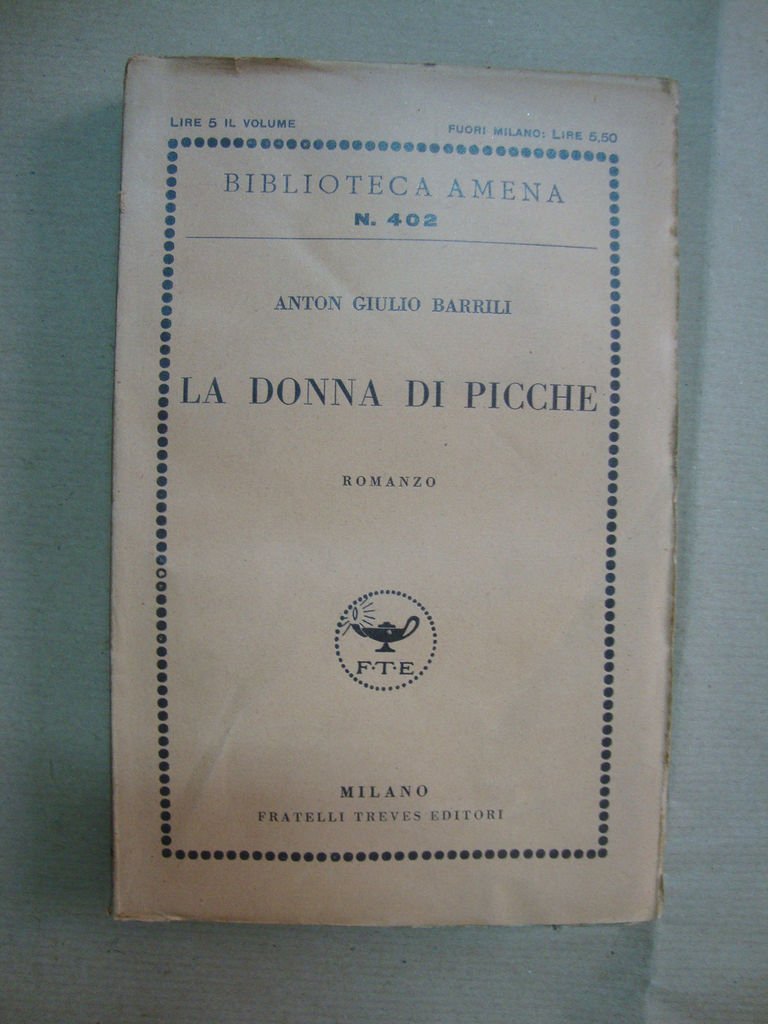 LIRE 5 IL VOLUME
FUORI MILANO: LIRE 5,50
BIBLIOTECA AMENA
N. 402
ANTON GIULIO BARRILI
LA DONNA DI PICCHE
ROMANZO
F·T·E
MILANO
FRATELLI TREVES EDITORI